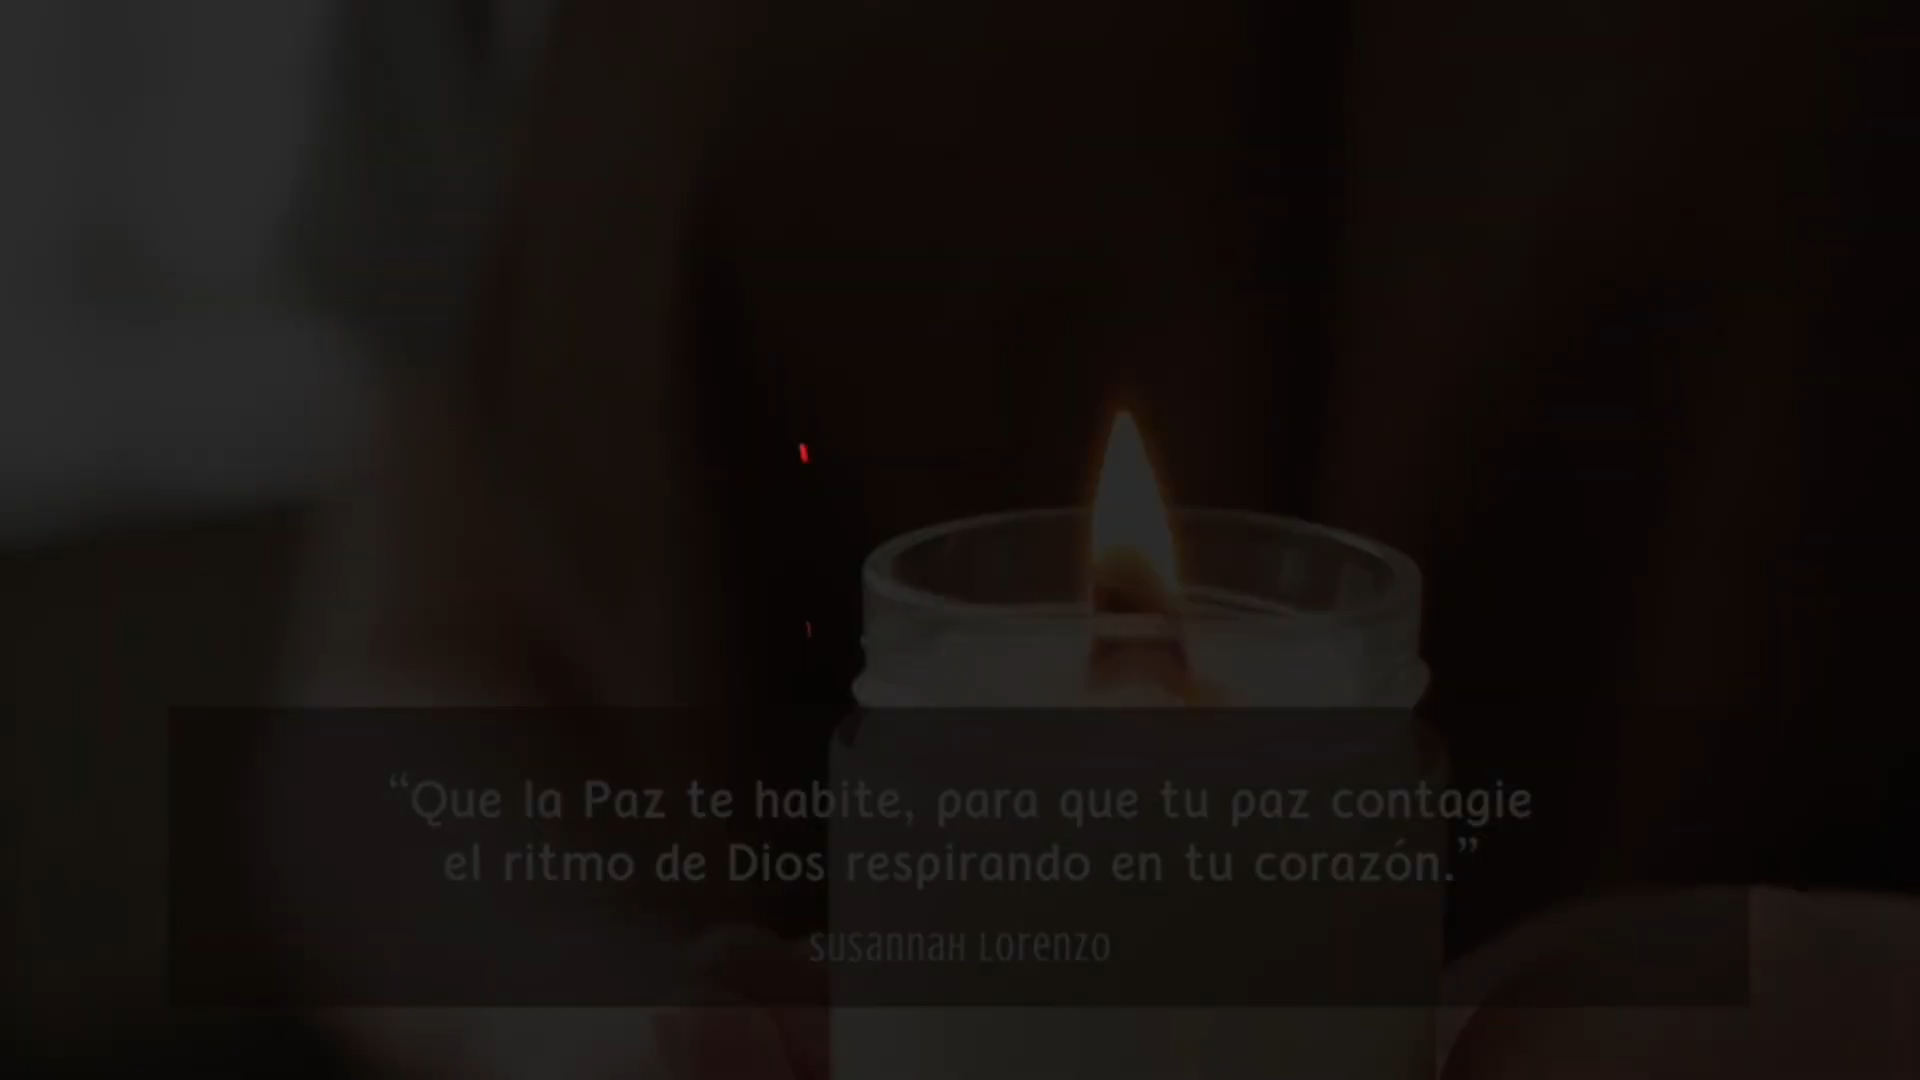 “Que la Paz te habite, para que tu paz contagie
el ritmo de Dios respirando en tu corazón.”
Susannah Lorenzo